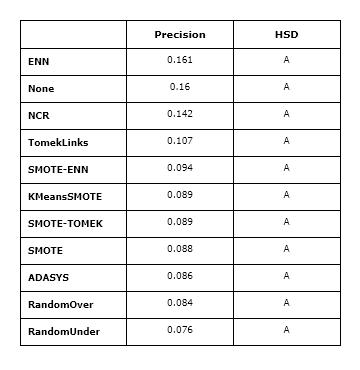 Precision HSD
ENN 0.161 A
None 0.16 A
NCR 0.142 A
TomekLinks 0.107 A
SMOTE-ENN 0.094 A
KMeansSMOTE 0.089 A
SMOTE-TOMEK 0.089 A
SMOTE 0.088 A
ADASYS 0.086 A
RandomOver 0.084 A
RandomUnder 0.076 A